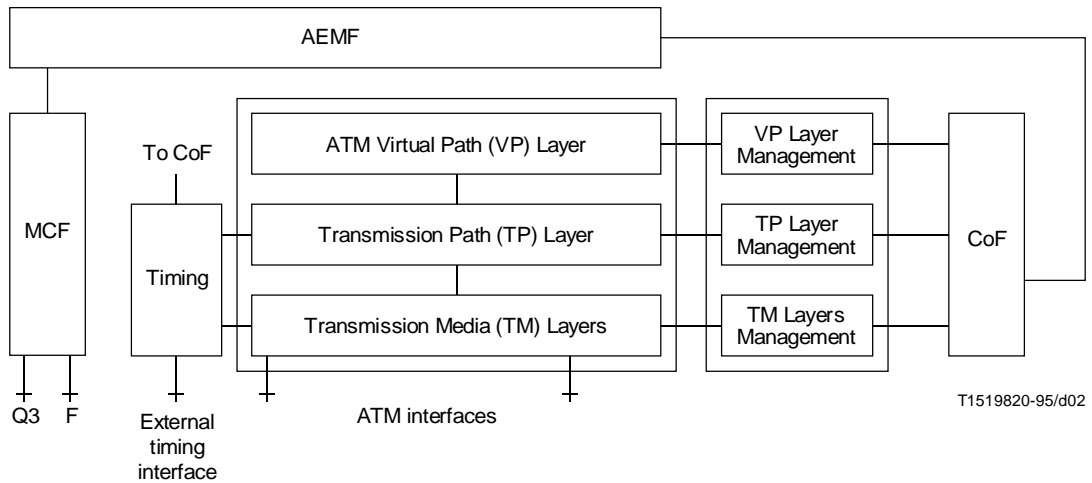 AEMF
ATM Virtual Path (VP) Layer
VP Layer
Management
To CoF
MCF
Timing
Transmission Path (TP) Layer
TP Layer
Management
CoF
Transmission Media (TM) Layers
TM Layers
Management
Q3
F
External
timing
interface
ATM interfaces
T1519820-95/d02